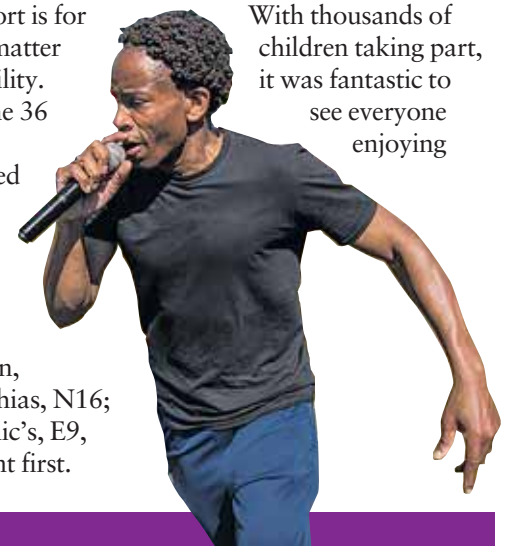 ort is for
matter
ility.
e 36
ed
n,
hias, N16;
ic's, E9,
nt first.
With thousands of
children taking part,
it was fantastic to
see everyone
enjoying